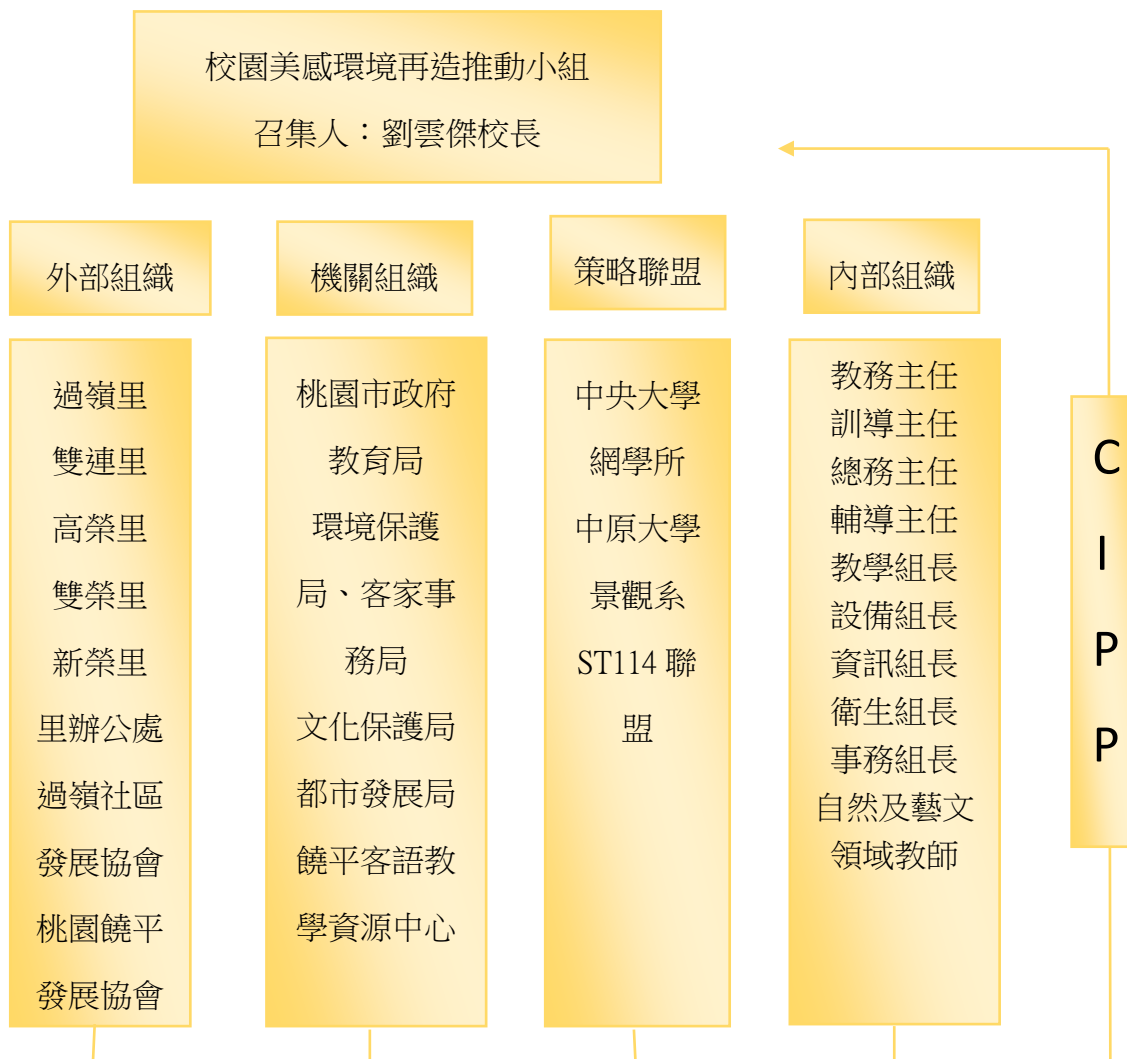 校園美感環境再造推動小組
召集人：劉雲傑校長
外部組織
過嶺里
雙連里
高榮里
雙榮里
新榮里
里辦公處
過嶺社區
發展協會
桃園饒平
發展協會
機關組織
桃園市政府
教育局
環境保護
局、客家事
務局
文化保護局
都市發展局
饒平客語教
學資源中心
策略聯盟
中央大學
網學所
中原大學
景觀系
ST114 聯
盟
內部組織
教務主任
訓導主任
總務主任
輔導主任
教學組長
設備組長
資訊組長
衛生組長
事務組長
自然及藝文
領域教師
C
I
P
P